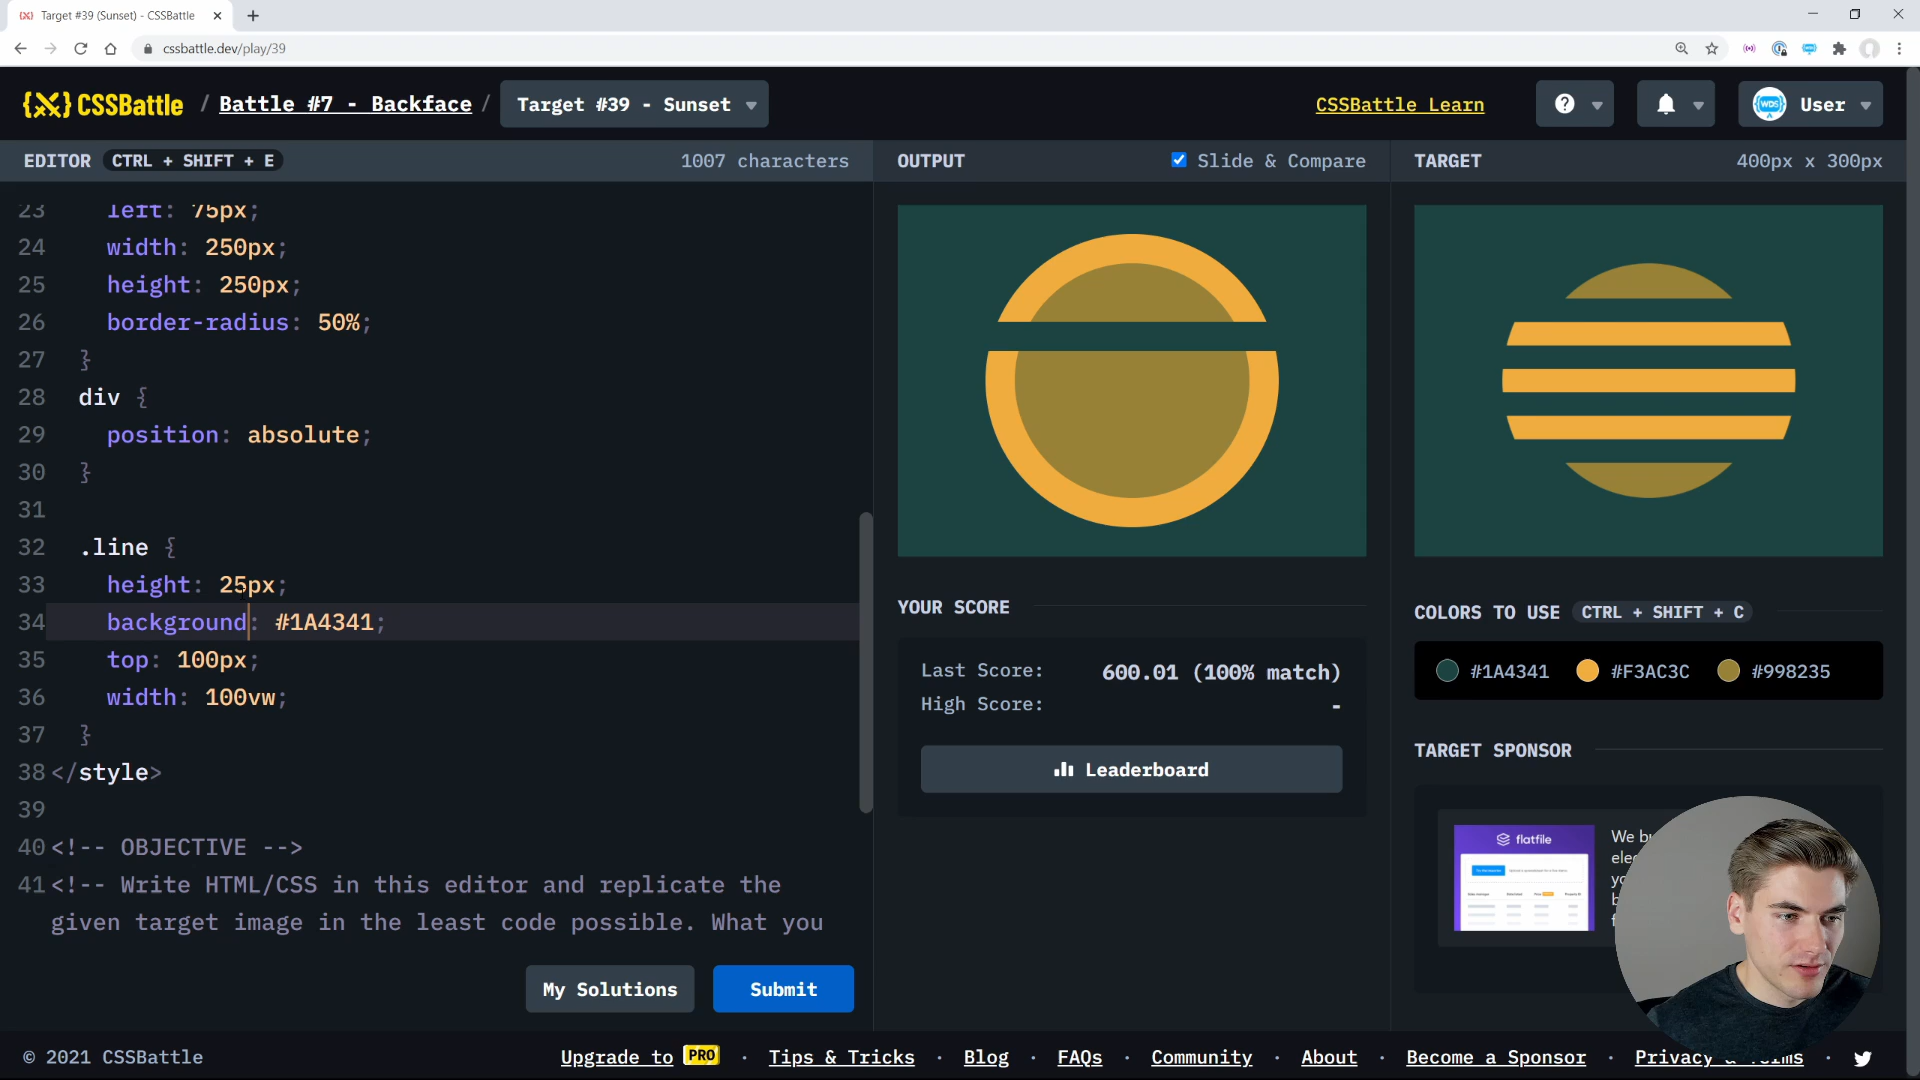 Target #39 (Sunset) - CSSBattle
cssbattle.dev/play/39
{X} CSSBattle / Battle #7 - Backface / Target #39 - Sunset
CSSBattle Learn
WDS
User
EDITOR CTRL + SHIFT + E
1007 characters
OUTPUT
Slide & Compare
TARGET
400px x 300px
23 left: 75px;
24 width: 250px;
25 height: 250px;
26 border-radius: 50%;
27 }
28 div {
29 position: absolute;
30 }
31
32 .line {
33 height: 25px;
34 background: #1A4341;
35 top: 100px;
36 width: 100vw;
37 }
38 </style>
39
40 <!-- OBJECTIVE -->
41 <!-- Write HTML/CSS in this editor and replicate the
given target image in the least code possible. What you
My Solutions
Submit
YOUR SCORE
Last Score: 600.01 (100% match)
High Score: -
Leaderboard
COLORS TO USE CTRL + SHIFT + C
#1A4341 #F3AC3C #998235
TARGET SPONSOR
flatfile
We
© 2021 CSSBattle
Upgrade to PRO · Tips & Tricks · Blog · FAQs · Community · About · Become a Sponsor · Privacy